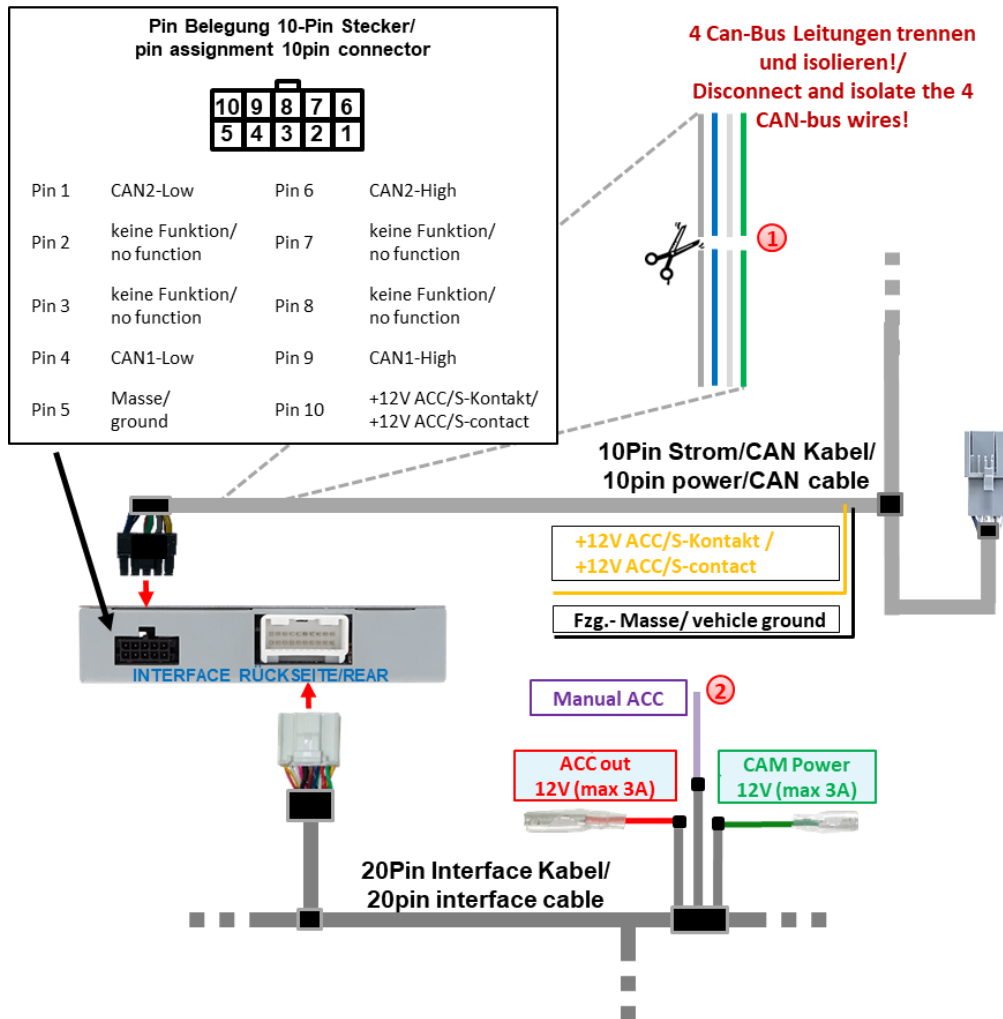 Pin Belegung 10-Pin Stecker/
pin assignment 10pin connector
10 9 8 7 6
5 4 3 2 1
Pin 1 CAN2-Low Pin 6 CAN2-High
Pin 2 keine Funktion/ no function Pin 7 keine Funktion/ no function
Pin 3 keine Funktion/ no function Pin 8 keine Funktion/ no function
Pin 4 CAN1-Low Pin 9 CAN1-High
Pin 5 Masse/ ground Pin 10 +12V ACC/S-Kontakt/ +12V ACC/S-contact
4 Can-Bus Leitungen trennen
und isolieren!/
Disconnect and isolate the 4
CAN-bus wires!
1
10Pin Strom/CAN Kabel/
10pin power/CAN cable
+12V ACC/S-Kontakt /
+12V ACC/S-contact
Fzg.- Masse/ vehicle ground
INTERFACE RÜCKSEITE/REAR
Manual ACC
2
ACC out
12V (max 3A)
CAM Power
12V (max 3A)
20Pin Interface Kabel/
20pin interface cable